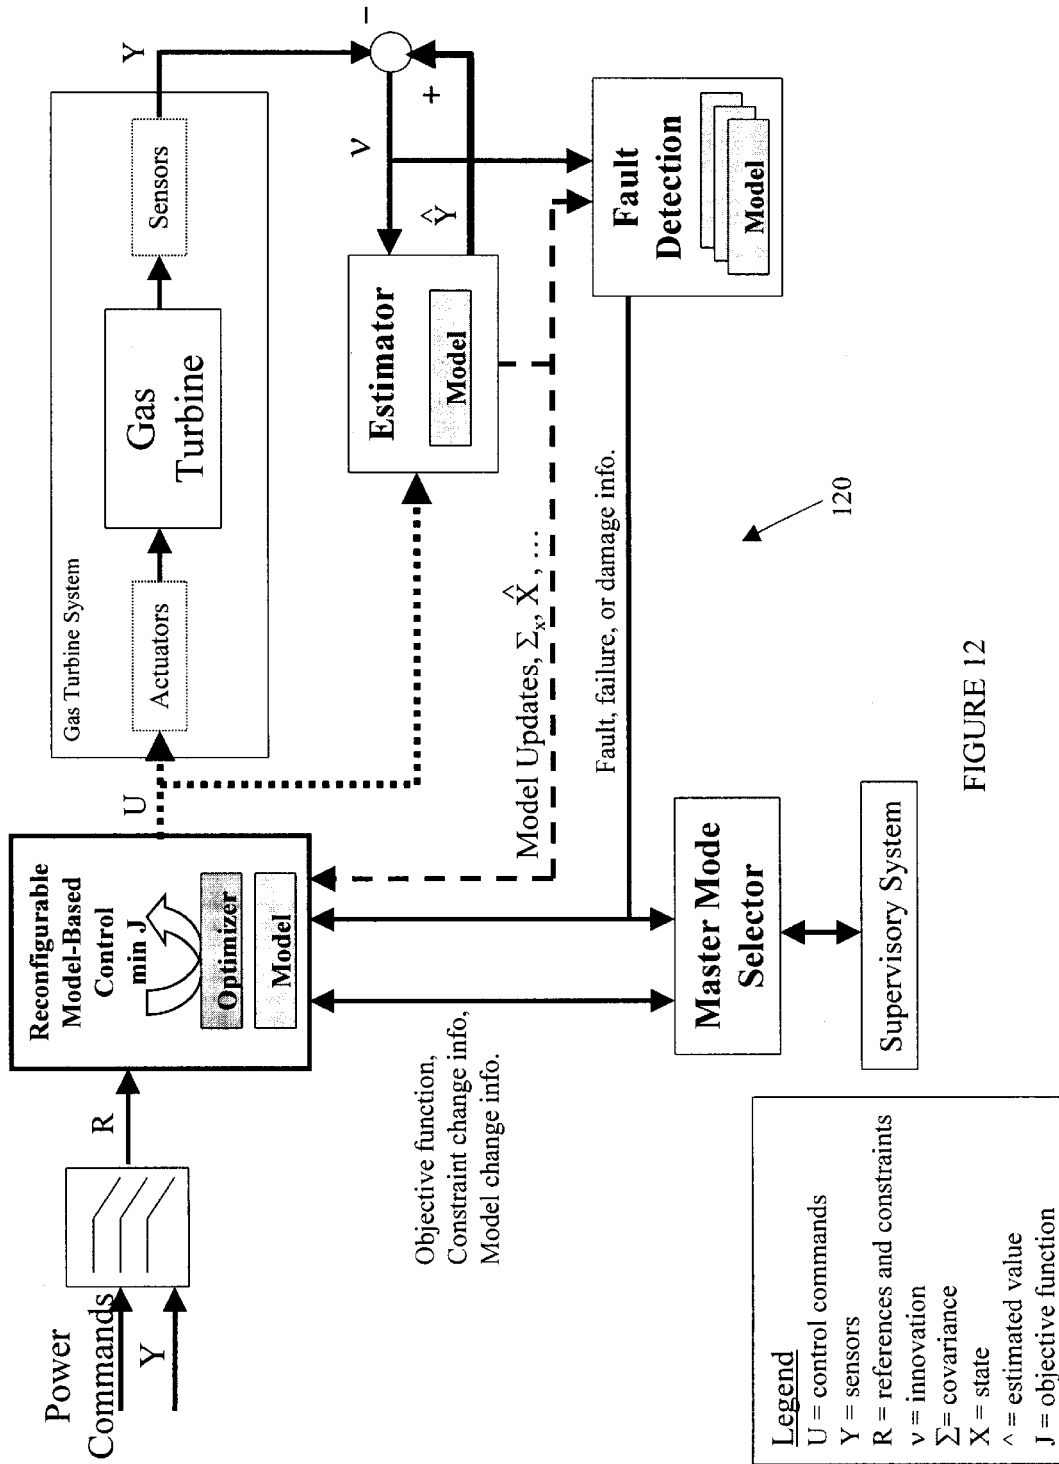 Power
Commands
Y
R
Reconfigurable
Model-Based
Control
min J
Optimizer
Model
U
Gas Turbine System
Actuators
Gas
Turbine
Sensors
Y
−
+
ν
Ŷ
Estimator
Model
Fault
Detection
Model
Model Updates, Σx, X̂, ...
Fault, failure, or damage info.
Objective function,
Constraint change info,
Model change info.
Master Mode
Selector
Supervisory System
120
Legend
U = control commands
Y = sensors
R = references and constraints
ν = innovation
Σ= covariance
X = state
^ = estimated value
J = objective function
FIGURE 12